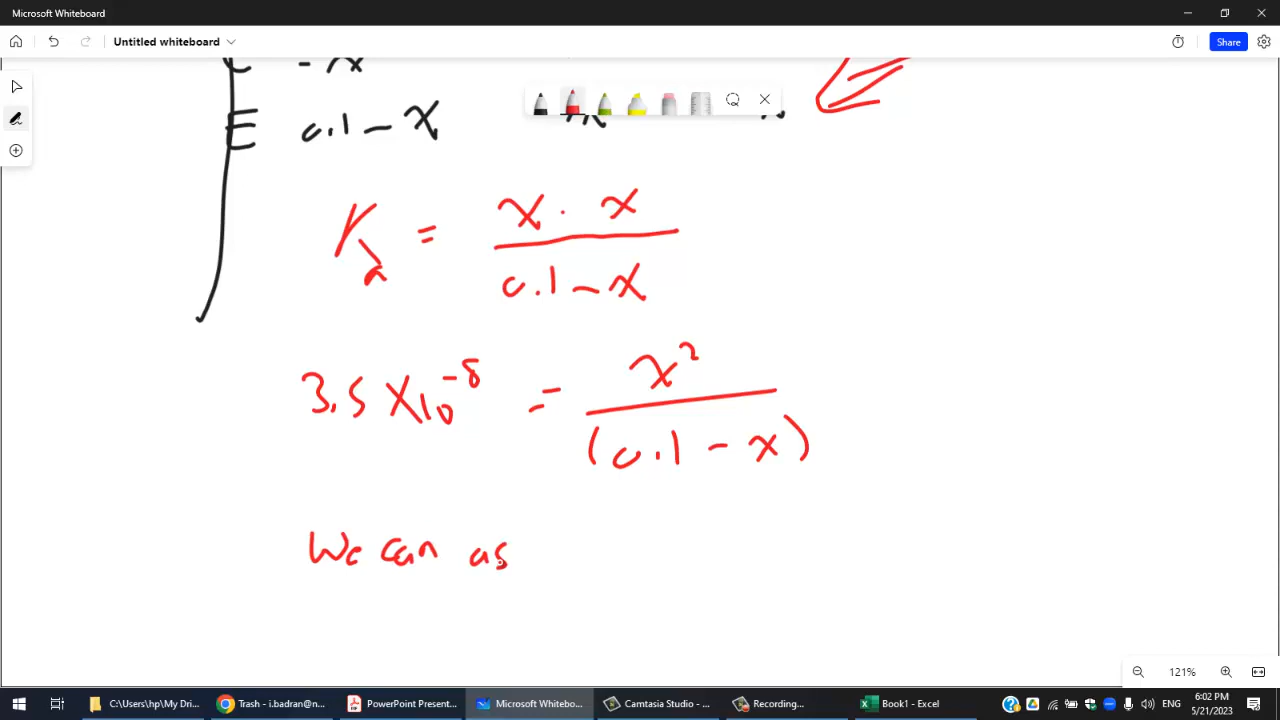 Microsoft Whiteboard
Untitled whiteboard
Share
- x
E 0.1 - x
Ka = x . x / 0.1 - x
3.5 x 10^-8 = x^2 / (0.1 - x)
We can as
121%
C:\Users\hp\My Dri...
Trash - i.badran@n...
PowerPoint Present...
Microsoft Whiteboa...
Camtasia Studio - ...
Recording...
Book1 - Excel
ENG
6:02 PM
5/21/2023